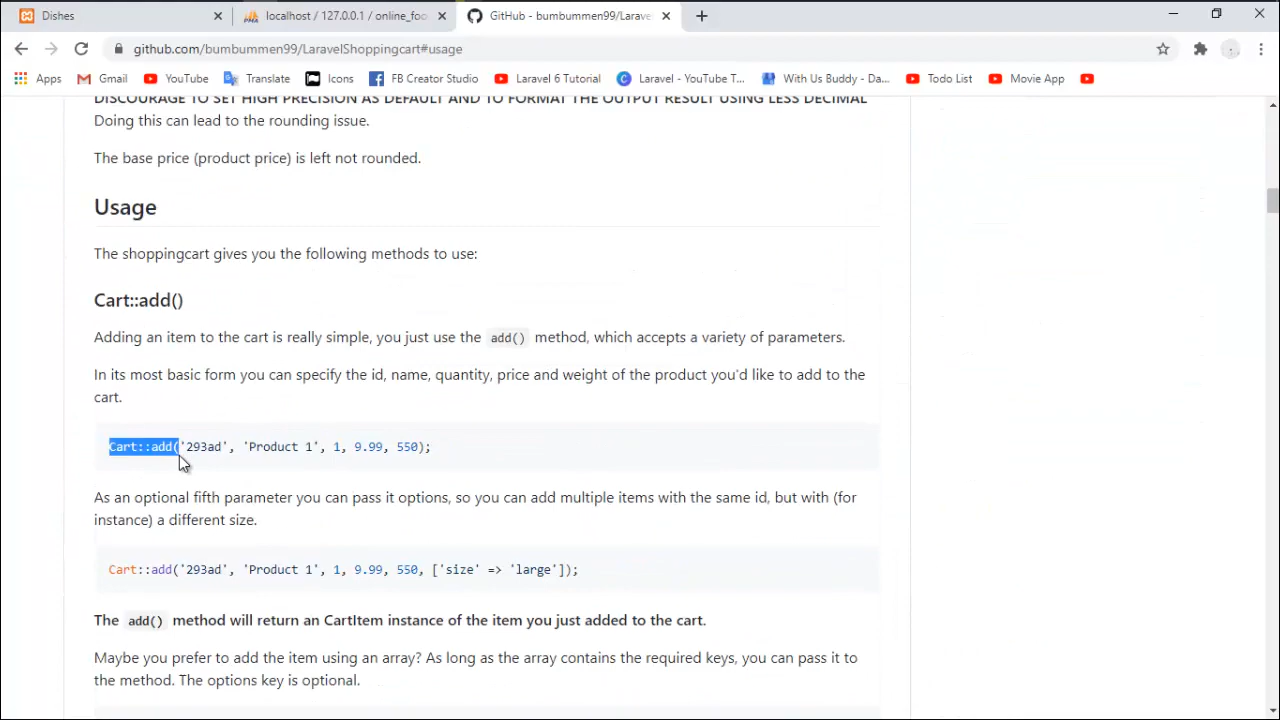 Dishes
localhost / 127.0.0.1 / online_foo
GitHub - bumbummen99/Larave
github.com/bumbummen99/LaravelShoppingcart#usage
Apps Gmail YouTube Translate Icons FB Creator Studio Laravel 6 Tutorial Laravel - YouTube T... With Us Buddy - Da... Todo List Movie App
DISCOURAGE TO SET HIGH PRECISION AS DEFAULT AND TO FORMAT THE OUTPUT RESULT USING LESS DECIMAL
Doing this can lead to the rounding issue.
The base price (product price) is left not rounded.
Usage
The shoppingcart gives you the following methods to use:
Cart::add()
Adding an item to the cart is really simple, you just use the add() method, which accepts a variety of parameters.
In its most basic form you can specify the id, name, quantity, price and weight of the product you'd like to add to the
cart.
Cart::add('293ad', 'Product 1', 1, 9.99, 550);
As an optional fifth parameter you can pass it options, so you can add multiple items with the same id, but with (for
instance) a different size.
Cart::add('293ad', 'Product 1', 1, 9.99, 550, ['size' => 'large']);
The add() method will return an CartItem instance of the item you just added to the cart.
Maybe you prefer to add the item using an array? As long as the array contains the required keys, you can pass it to
the method. The options key is optional.